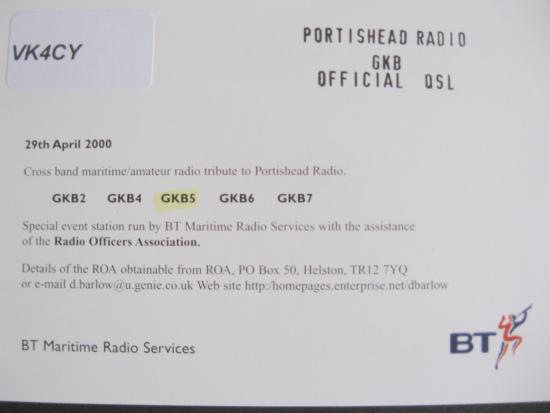 VK4CY
PORTISHEAD RADIO
GKB
OFFICIAL QSL
29th April 2000
Cross band maritime/amateur radio tribute to Portishead Radio.
GKB2 GKB4 GKB5 GKB6 GKB7
Special event station run by BT Maritime Radio Services with the assistance
of the Radio Officers Association.
Details of the ROA obtainable from ROA, PO Box 50, Helston, TR12 7YQ
or e-mail d.barlow@u.genie.co.uk Web site http:/homepages.enterprise.net/dbarlow
BT Maritime Radio Services
BT